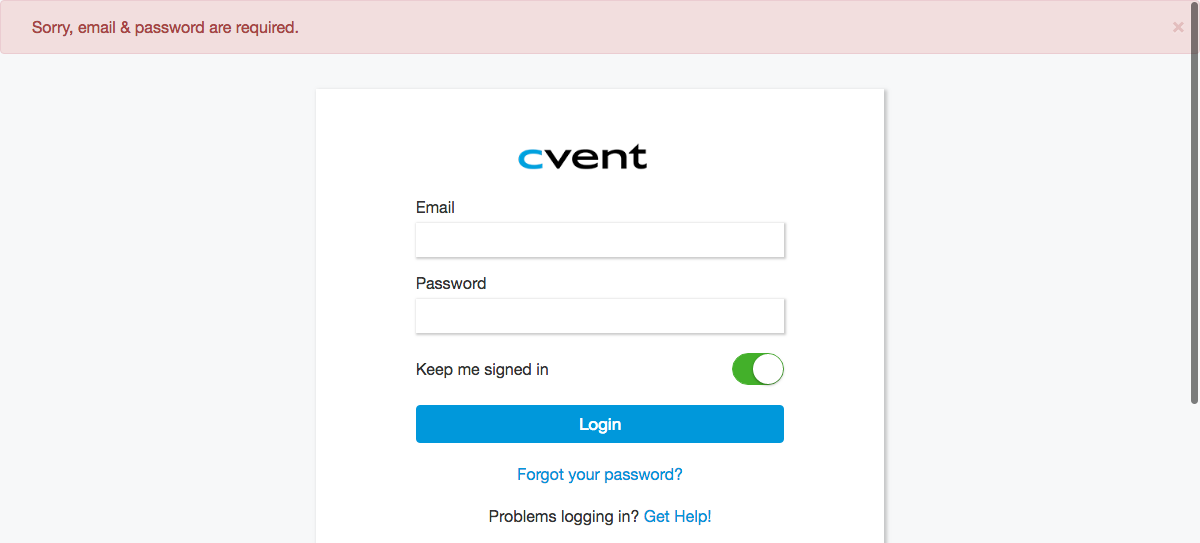 Sorry, email & password are required.
×
cvent
Email
Password
Keep me signed in
Login
Forgot your password?
Problems logging in? Get Help!